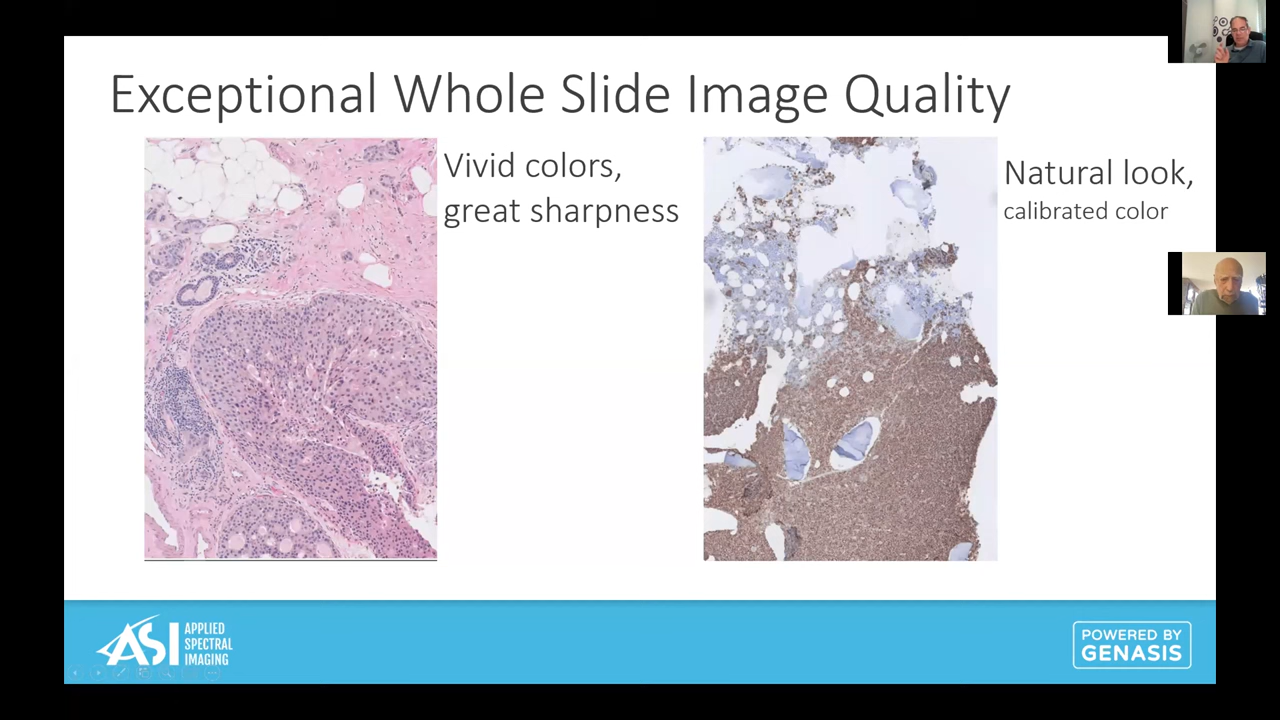 Exceptional Whole Slide Image Quality
Vivid colors,
great sharpness
Natural look,
calibrated color
ASI APPLIED
SPECTRAL
IMAGING
POWERED BY
GENASIS